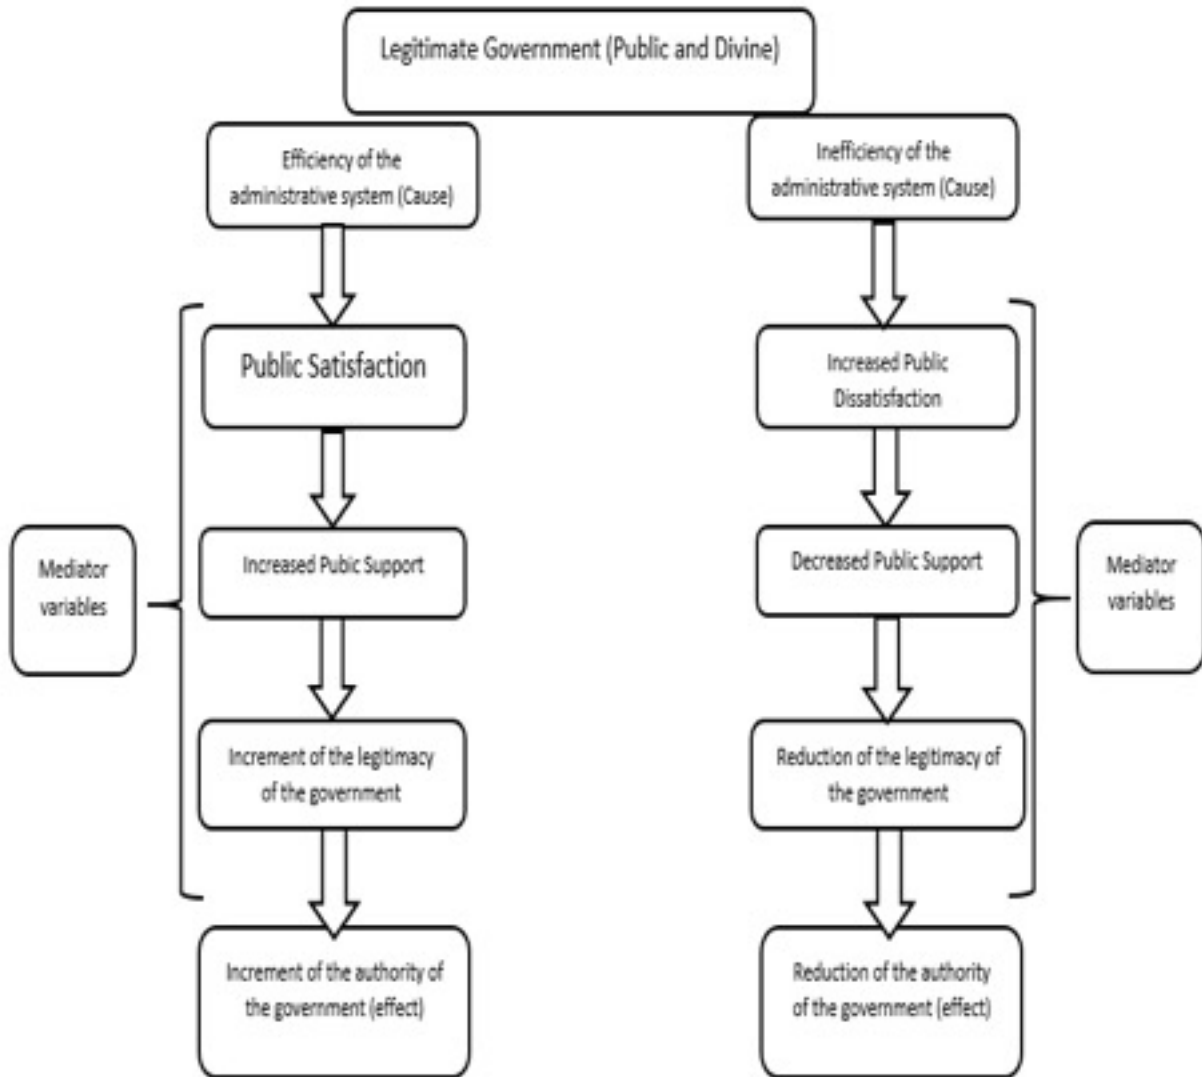 Legitimate Government (Public and Divine)
Efficiency of the
administrative system (Cause)
Inefficiency of the
administrative system (Cause)
Public Satisfaction
Increased Public
Dissatisfaction
Mediator
variables
Increased Pubic Support
Decreased Public Support
Mediator
variables
Increment of the legitimacy
of the government
Reduction of the legitimacy of
the government
Increment of the authority of
the government (effect)
Reduction of the authority
of the government (effect)